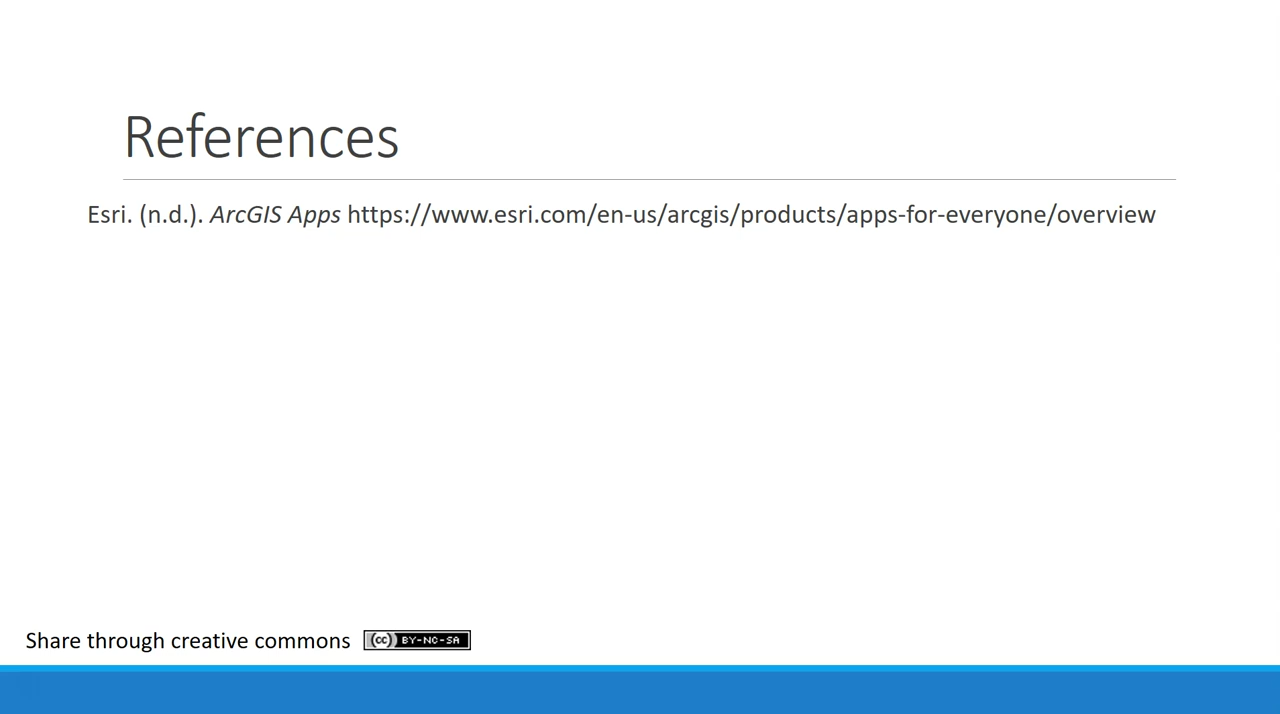 References
Esri. (n.d.). ArcGIS Apps https://www.esri.com/en-us/arcgis/products/apps-for-everyone/overview
Share through creative commons (cc) BY-NC-SA